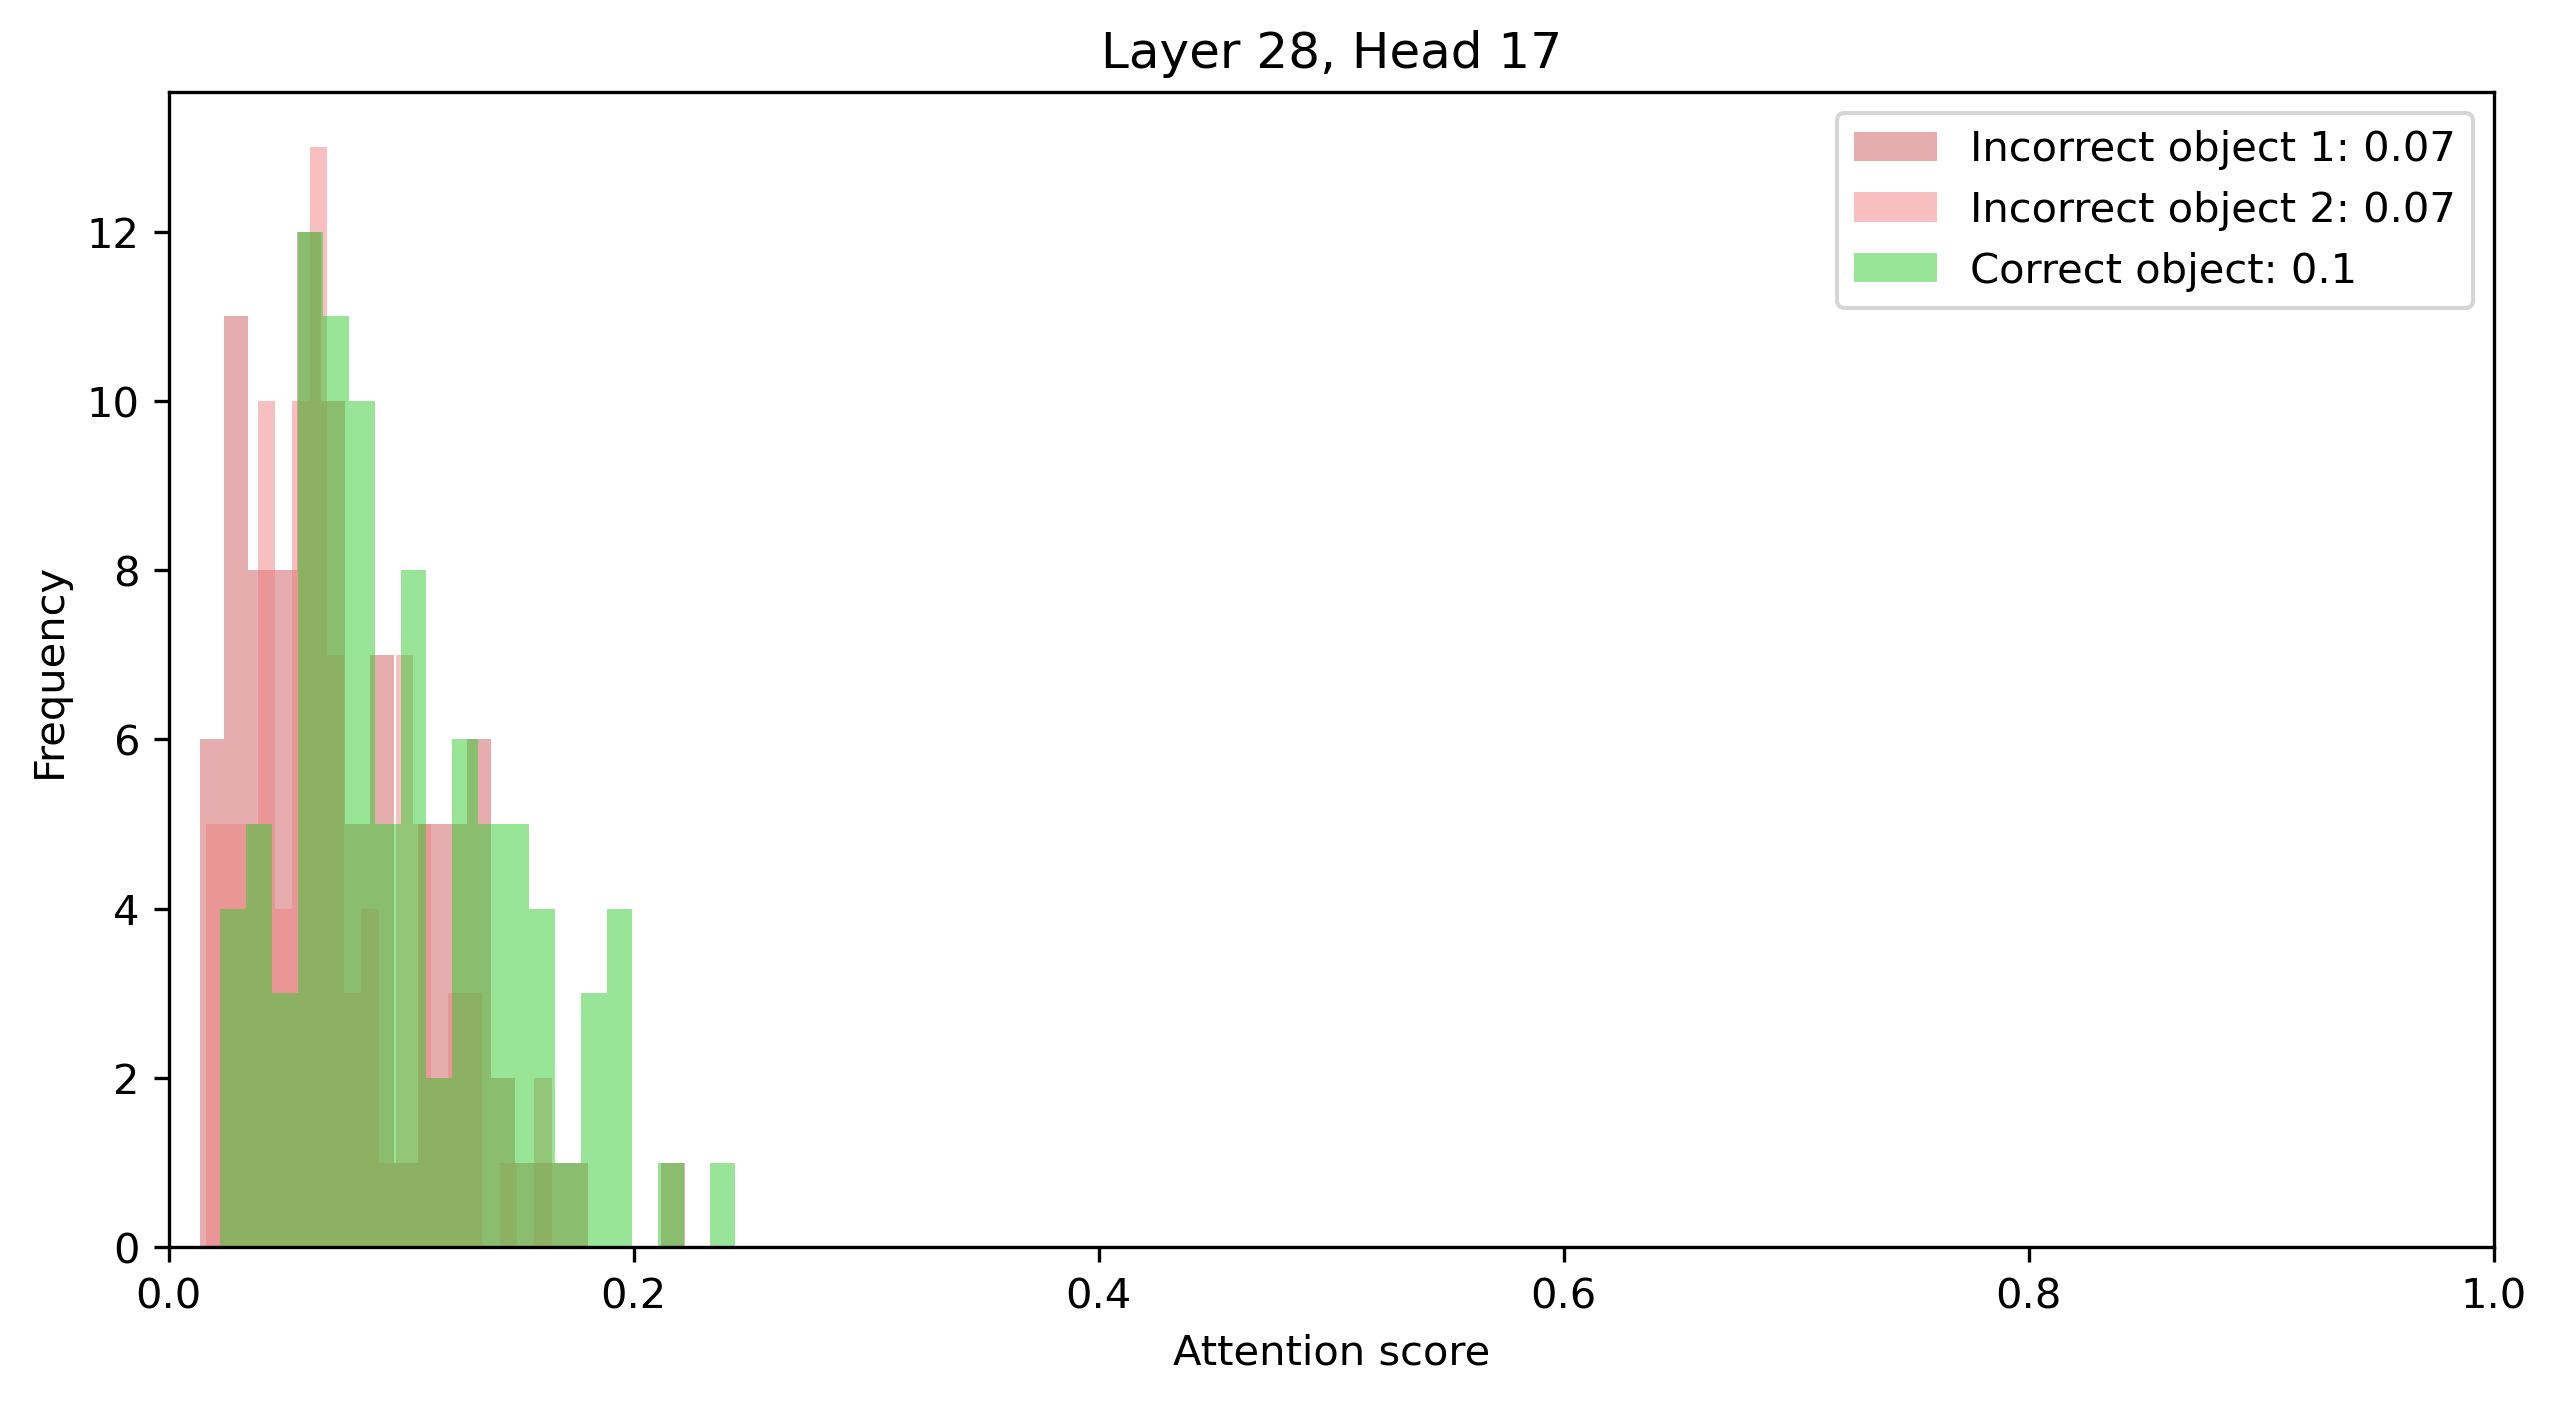 Layer 28, Head 17
Incorrect object 1: 0.07
Incorrect object 2: 0.07
Correct object: 0.1
Frequency
12
10
8
6
4
2
0
0.0 0.2 0.4 0.6 0.8 1.0
Attention score